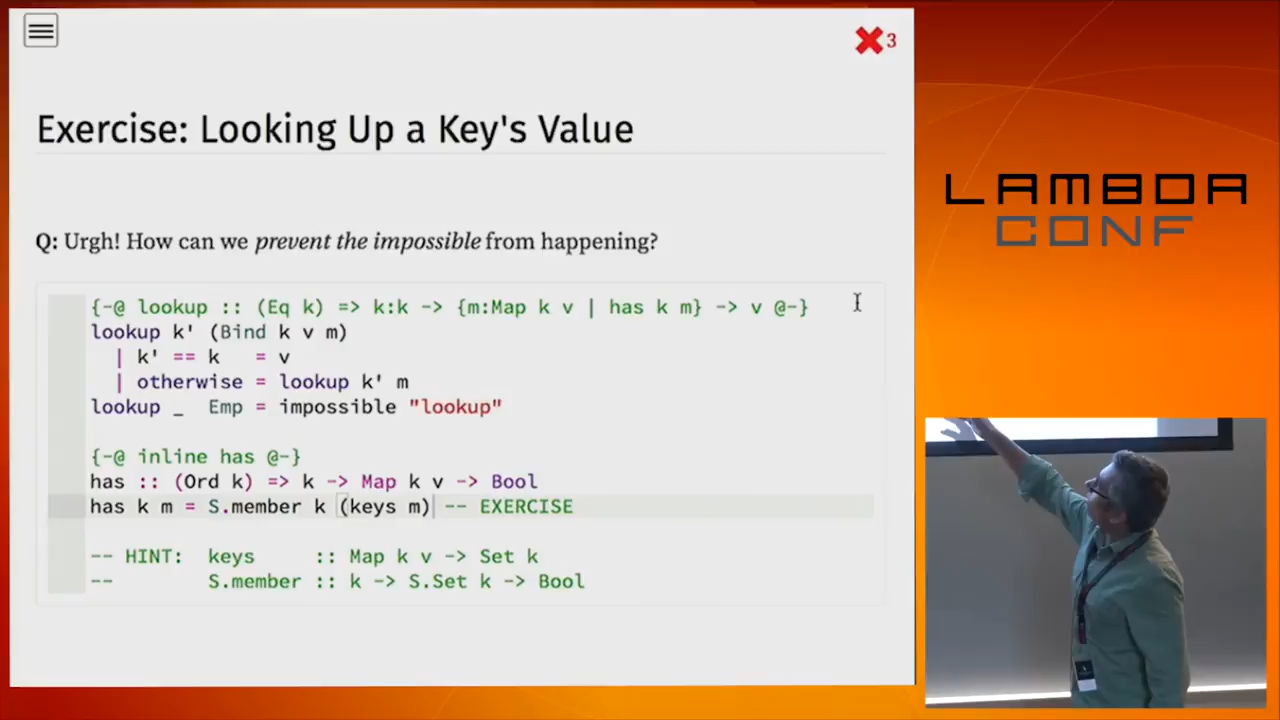 3
Exercise: Looking Up a Key's Value
Q: Urgh! How can we prevent the impossible from happening?
{-@ lookup :: (Eq k) => k:k -> {m:Map k v | has k m} -> v @-}
lookup k' (Bind k v m)
  | k' == k   = v
  | otherwise = lookup k' m
lookup _  Emp = impossible "lookup"
{-@ inline has @-}
has :: (Ord k) => k -> Map k v -> Bool
has k m = S.member k (keys m) -- EXERCISE
-- HINT:  keys     :: Map k v -> Set k
--        S.member :: k -> S.Set k -> Bool
LAMBDA
CONF